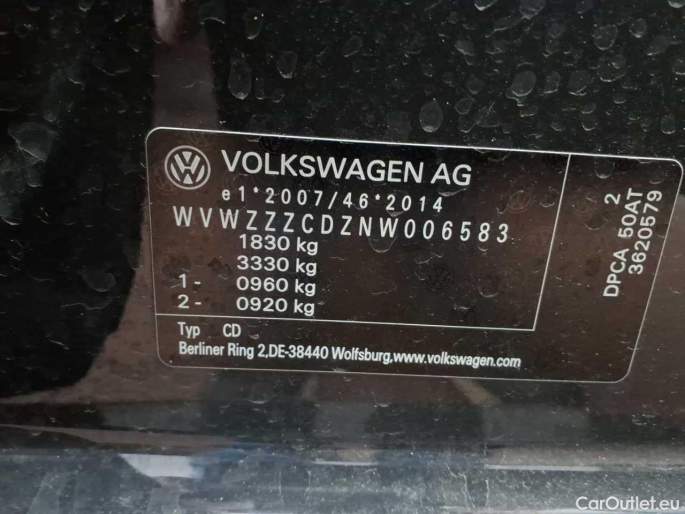 VOLKSWAGEN AG
e1*2007/46*2014
WVWZZZCDZNW006583
1830 kg
3330 kg
1- 0960 kg
2- 0920 kg
Typ CD
Berliner Ring 2,DE-38440 Wolfsburg,www.volkswagen.com
2
DPCA 50AT
3620579
CarOutlet.eu